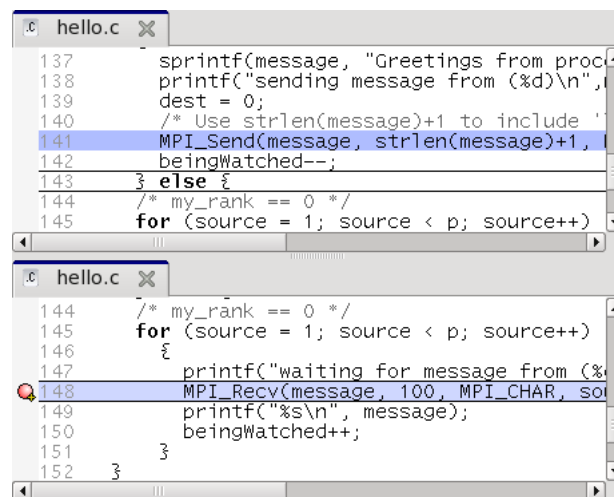 .c hello.c
137 sprintf(message, "Greetings from proc
138 printf("sending message from (%d)\n",
139 dest = 0;
140 /* Use strlen(message)+1 to include '
141 MPI_Send(message, strlen(message)+1,
142 beingWatched--;
143 } else {
144 /* my_rank == 0 */
145 for (source = 1; source < p; source++)
.c hello.c
144 /* my_rank == 0 */
145 for (source = 1; source < p; source++)
146 {
147 printf("waiting for message from (%
148 MPI_Recv(message, 100, MPI_CHAR, sou
149 printf("%s\n", message);
150 beingWatched++;
151 }
152 }